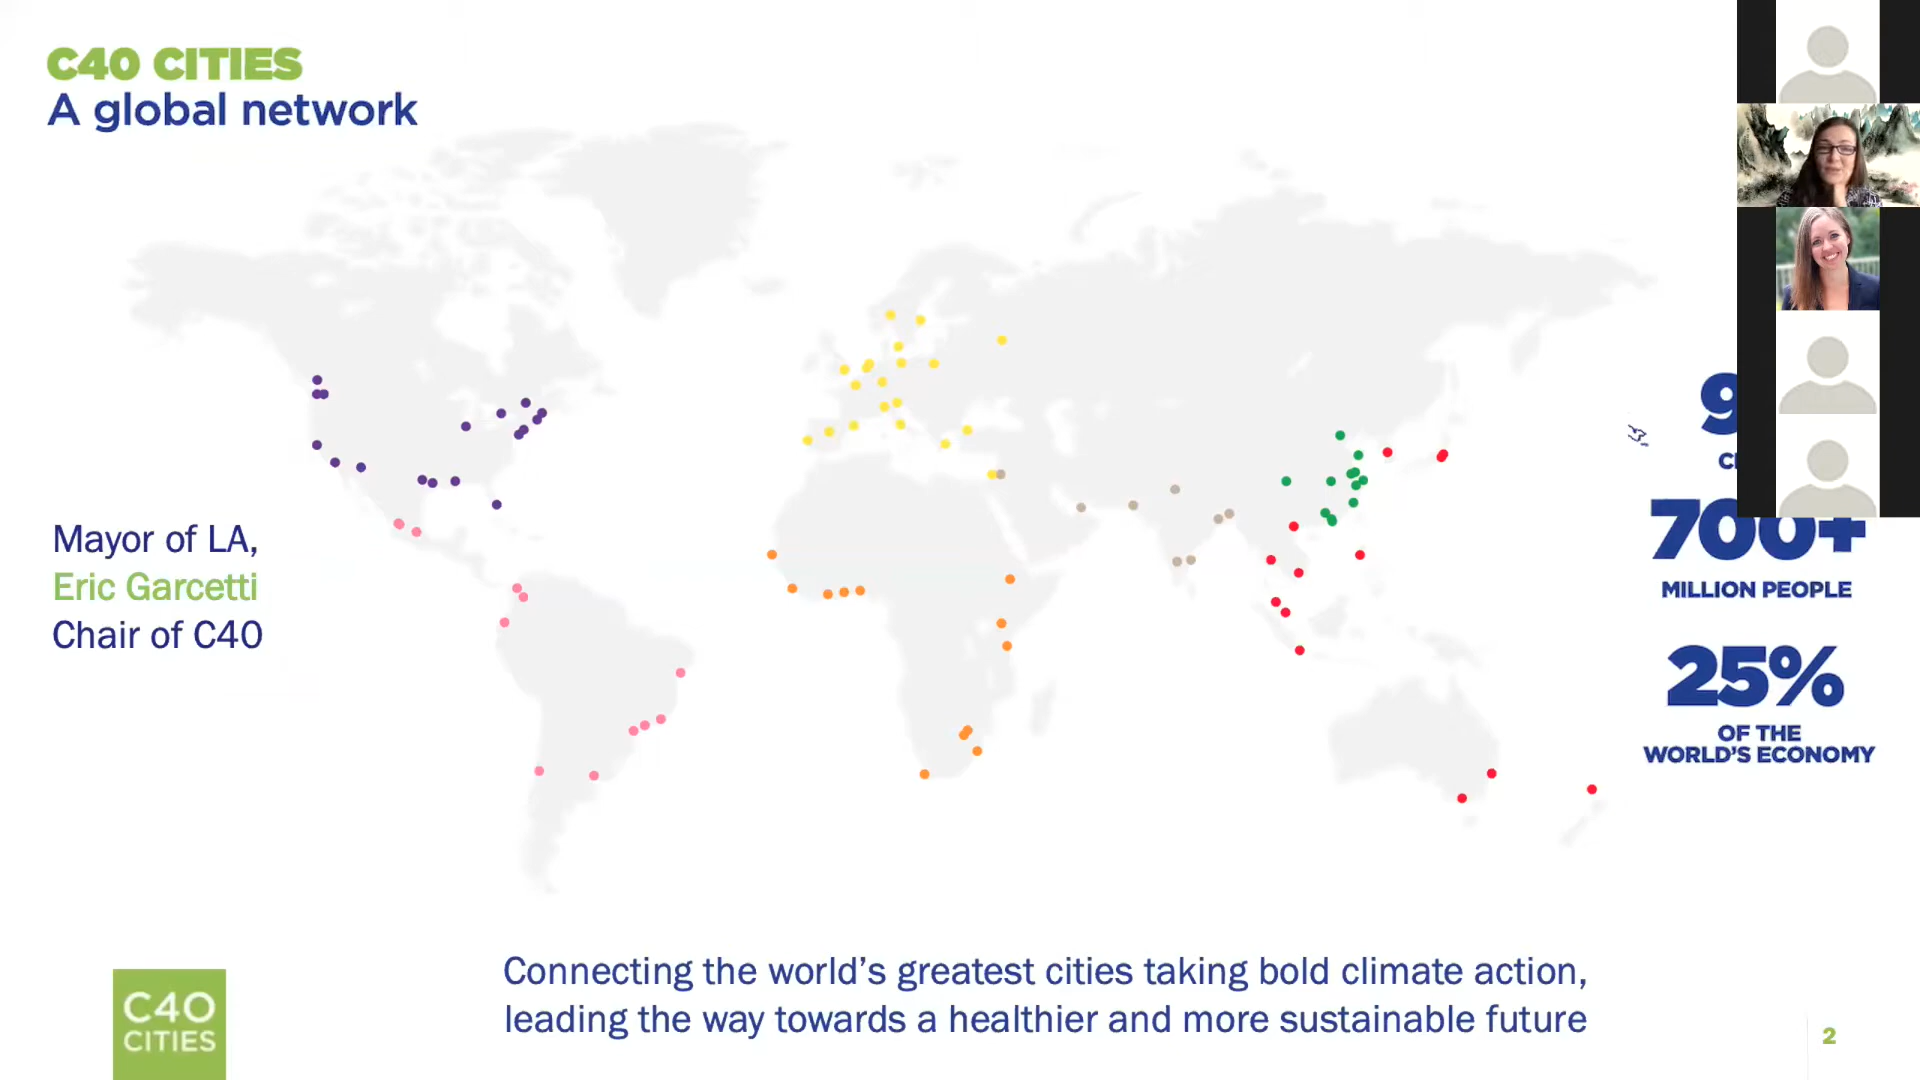 C40 CITIES
A global network
Mayor of LA,
Eric Garcetti
Chair of C40
700+
MILLION PEOPLE
25%
OF THE
WORLD'S ECONOMY
Connecting the world's greatest cities taking bold climate action,
leading the way towards a healthier and more sustainable future
C40
CITIES
2